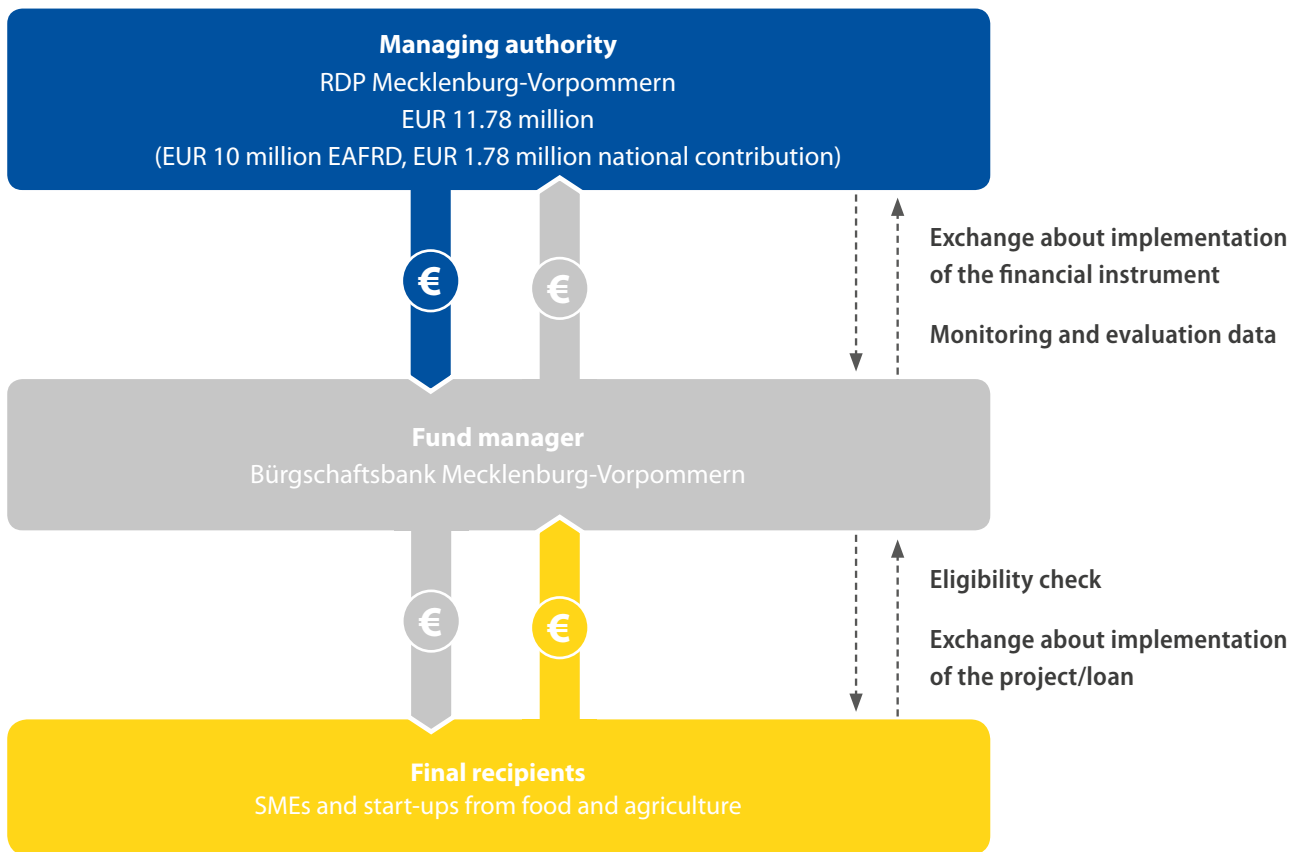 Managing authority
RDP Mecklenburg-Vorpommern
EUR 11.78 million
(EUR 10 million EAFRD, EUR 1.78 million national contribution)
€
€
Exchange about implementation
of the financial instrument
Monitoring and evaluation data
Fund manager
Bürgschaftsbank Mecklenburg-Vorpommern
€
€
Eligibility check
Exchange about implementation
of the project/loan
Final recipients
SMEs and start-ups from food and agriculture